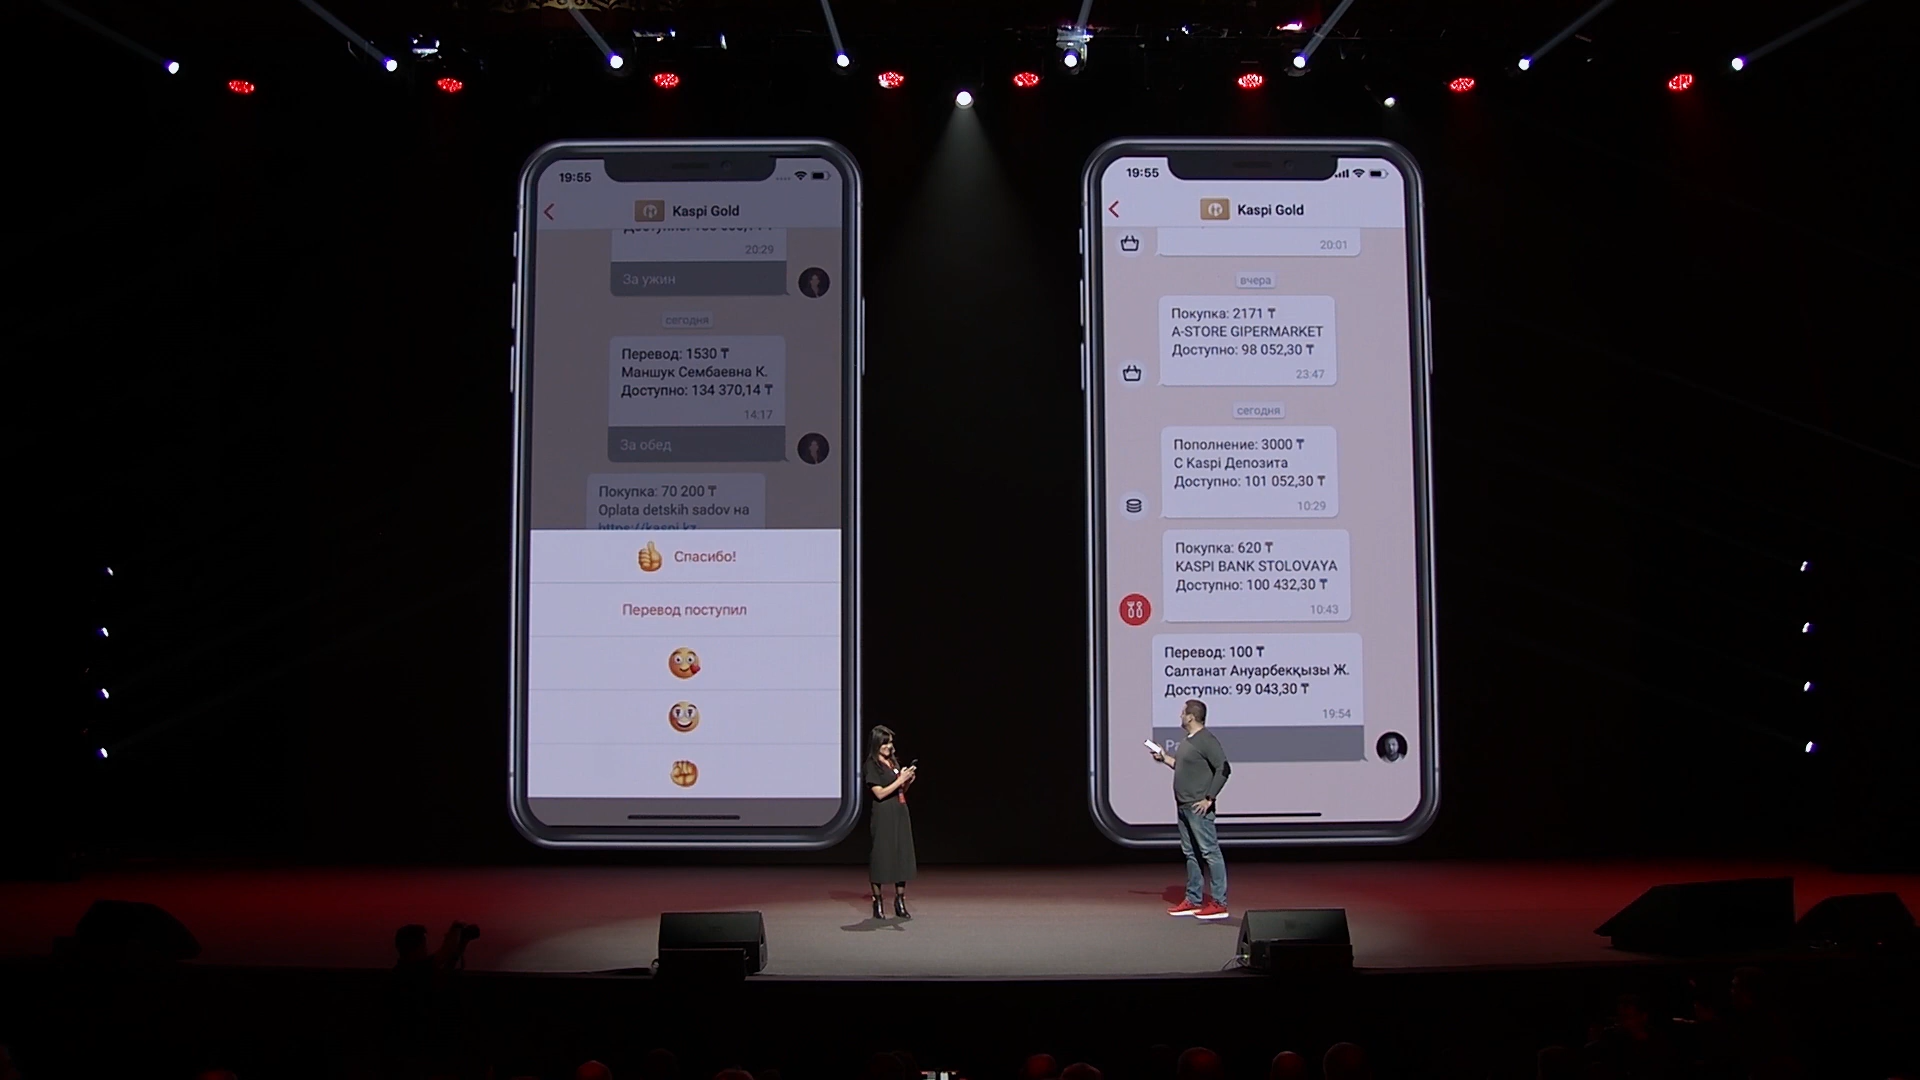 19:55
Kaspi Gold
20:29
За ужин
сегодня
Перевод: 1530 ₸
Маншук Сембаевна К.
Доступно: 134 370,14 ₸
14:17
За обед
Покупка: 70 200 ₸
Oplata detskih sadov на
https://kaspi.kz
Спасибо!
Перевод поступил
19:55
Kaspi Gold
20:01
вчера
Покупка: 2171 ₸
A-STORE GIPERMARKET
Доступно: 98 052,30 ₸
23:47
сегодня
Пополнение: 3000 ₸
С Kaspi Депозита
Доступно: 101 052,30 ₸
10:29
Покупка: 620 ₸
KASPI BANK STOLOVAYA
Доступно: 100 432,30 ₸
10:43
Перевод: 100 ₸
Салтанат Ануарбекқызы Ж.
Доступно: 99 043,30 ₸
19:54